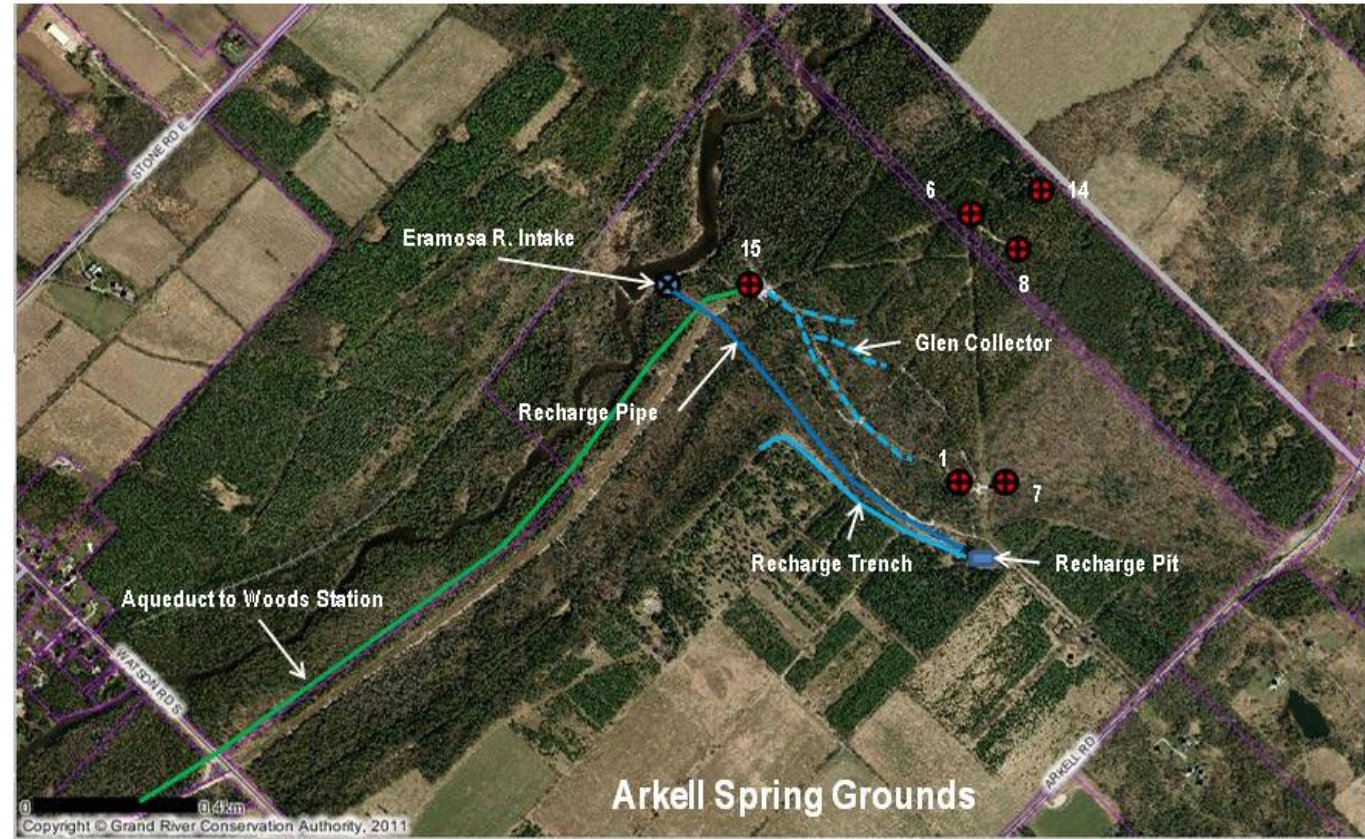 STONE RD E
6
14
Eramosa R. Intake
15
8
Glen Collector
Recharge Pipe
1
7
Recharge Trench
Recharge Pit
Aqueduct to Woods Station
WATSON RD S
ARKELL RD
Arkell Spring Grounds
0
0.4km
Copyright © Grand River Conservation Authority, 2011